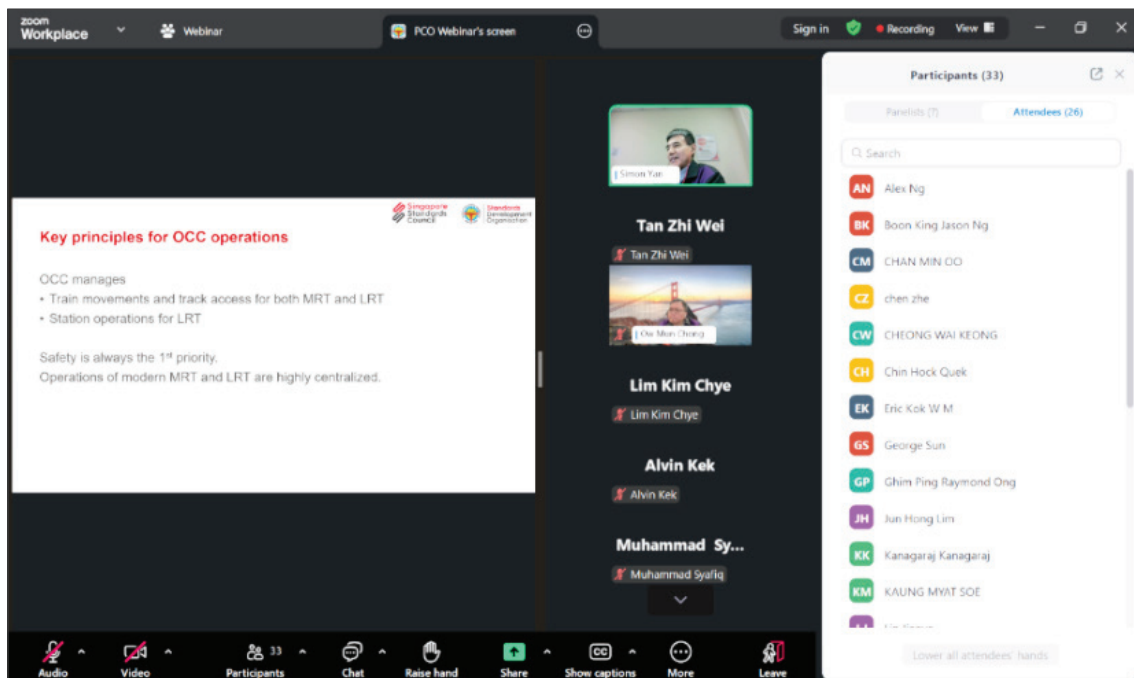 zoom
Workplace
Webinar
PCO Webinar's screen
Sign in
Recording
View
Singapore
Standards
Council
Standards
Development
Organisation
Key principles for OCC operations
OCC manages
• Train movements and track access for both MRT and LRT
• Station operations for LRT
Safety is always the 1st priority.
Operations of modern MRT and LRT are highly centralized.
Simon Yan
Tan Zhi Wei
Tan Zhi Wei
Ow Mun Cheng
Lim Kim Chye
Lim Kim Chye
Alvin Kek
Alvin Kek
Muhammad Sy...
Muhammad Syafiq
Participants (33)
Panelists (7)
Attendees (26)
Search
AN Alex Ng
BK Boon King Jason Ng
CM CHAN MIN OO
CZ chen zhe
CW CHEONG WAI KEONG
CH Chin Hock Quek
EK Eric Kok W M
GS George Sun
GP Ghim Ping Raymond Ong
JH Jun Hong Lim
KK Kanagaraj Kanagaraj
KM KAUNG MYAT SOE
Lower all attendees' hands
Audio
Video
33
Participants
Chat
Raise hand
Share
CC
Show captions
More
Leave